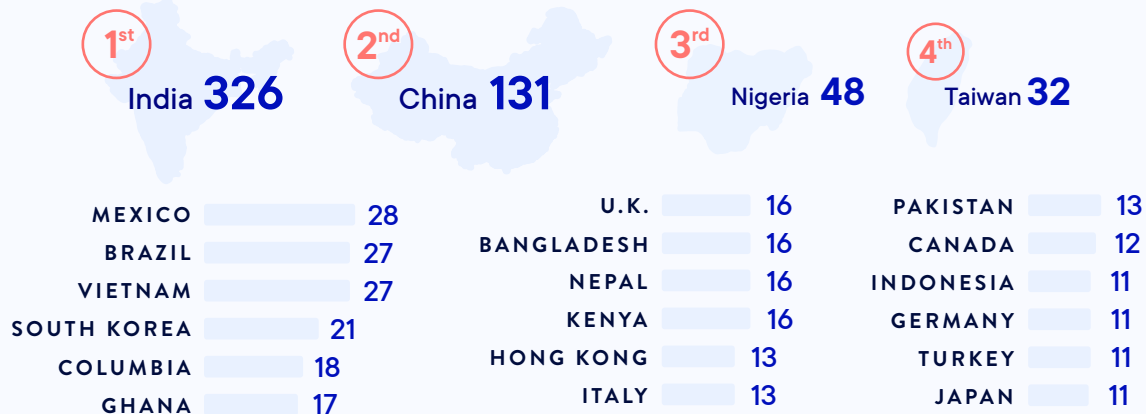 1st
India 326
2nd
China 131
3rd
Nigeria 48
4th
Taiwan 32
MEXICO 28
BRAZIL 27
VIETNAM 27
SOUTH KOREA 21
COLUMBIA 18
GHANA 17
U.K. 16
BANGLADESH 16
NEPAL 16
KENYA 16
HONG KONG 13
ITALY 13
PAKISTAN 13
CANADA 12
INDONESIA 11
GERMANY 11
TURKEY 11
JAPAN 11